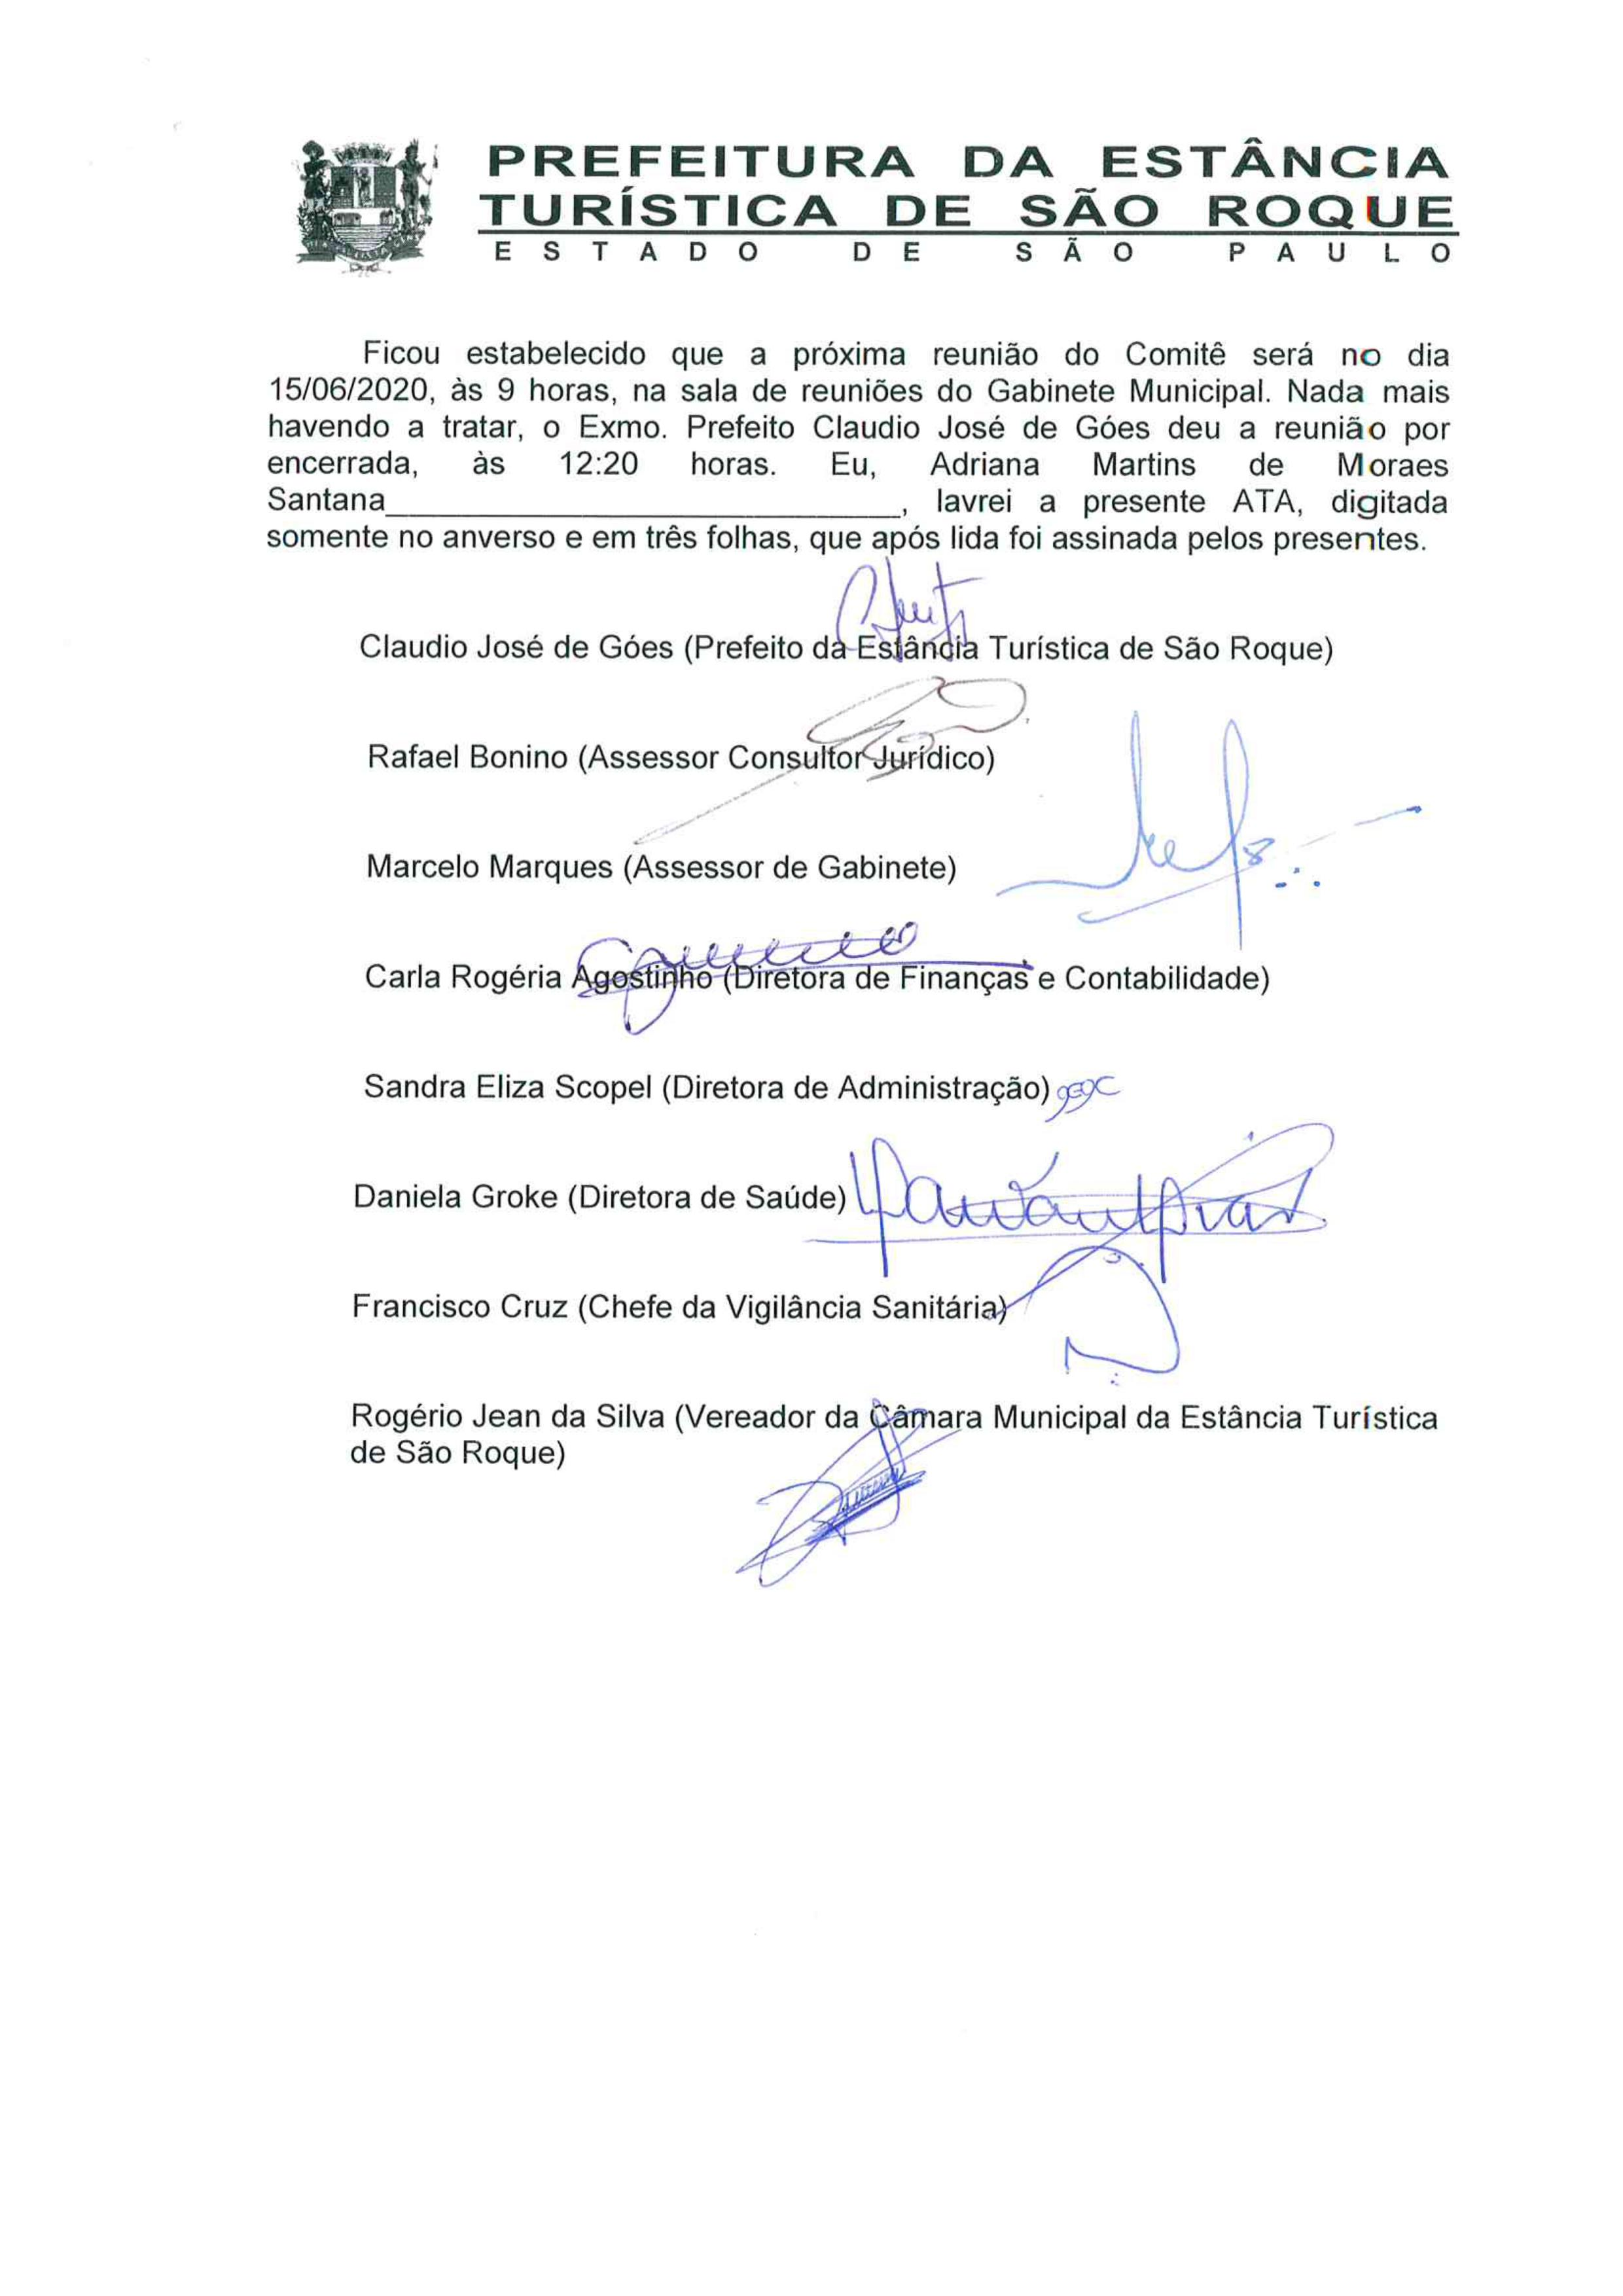 PREFEITURA DA ESTÂNCIA
TURÍSTICA DE SÃO ROQUE
ESTADO DE SÃO PAULO
Ficou estabelecido que a próxima reunião do Comitê será no dia
15/06/2020, às 9 horas, na sala de reuniões do Gabinete Municipal. Nada mais
havendo a tratar, o Exmo. Prefeito Claudio José de Góes deu a reunião por
encerrada, às 12:20 horas. Eu, Adriana Martins de Moraes
Santana________________________________, lavrei a presente ATA, digitada
somente no anverso e em três folhas, que após lida foi assinada pelos presentes.
Claudio José de Góes (Prefeito da Estância Turística de São Roque)
Rafael Bonino (Assessor Consultor Jurídico)
Marcelo Marques (Assessor de Gabinete)
Carla Rogéria Agostinho (Diretora de Finanças e Contabilidade)
Sandra Eliza Scopel (Diretora de Administração)
Daniela Groke (Diretora de Saúde)
Francisco Cruz (Chefe da Vigilância Sanitária)
Rogério Jean da Silva (Vereador da Câmara Municipal da Estância Turística
de São Roque)